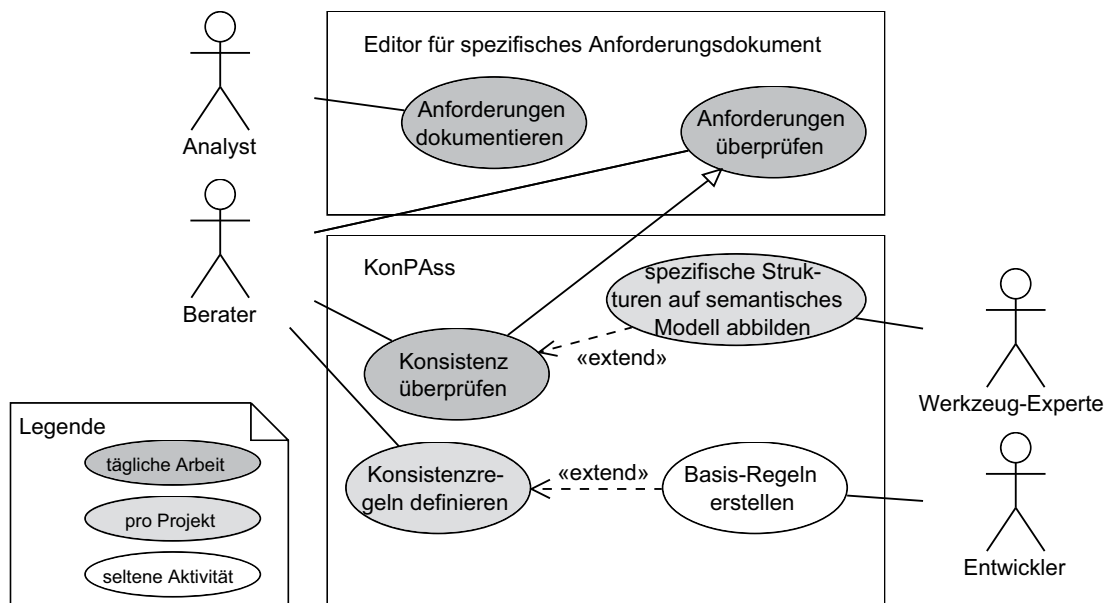 Editor für spezifisches Anforderungsdokument
Anforderungen
dokumentieren
Anforderungen
überprüfen
Analyst
Berater
KonPAss
spezifische Struk-
turen auf semantisches
Modell abbilden
«extend»
Konsistenz
überprüfen
Werkzeug-Experte
Konsistenzre-
geln definieren
«extend»
Basis-Regeln
erstellen
Entwickler
Legende
tägliche Arbeit
pro Projekt
seltene Aktivität